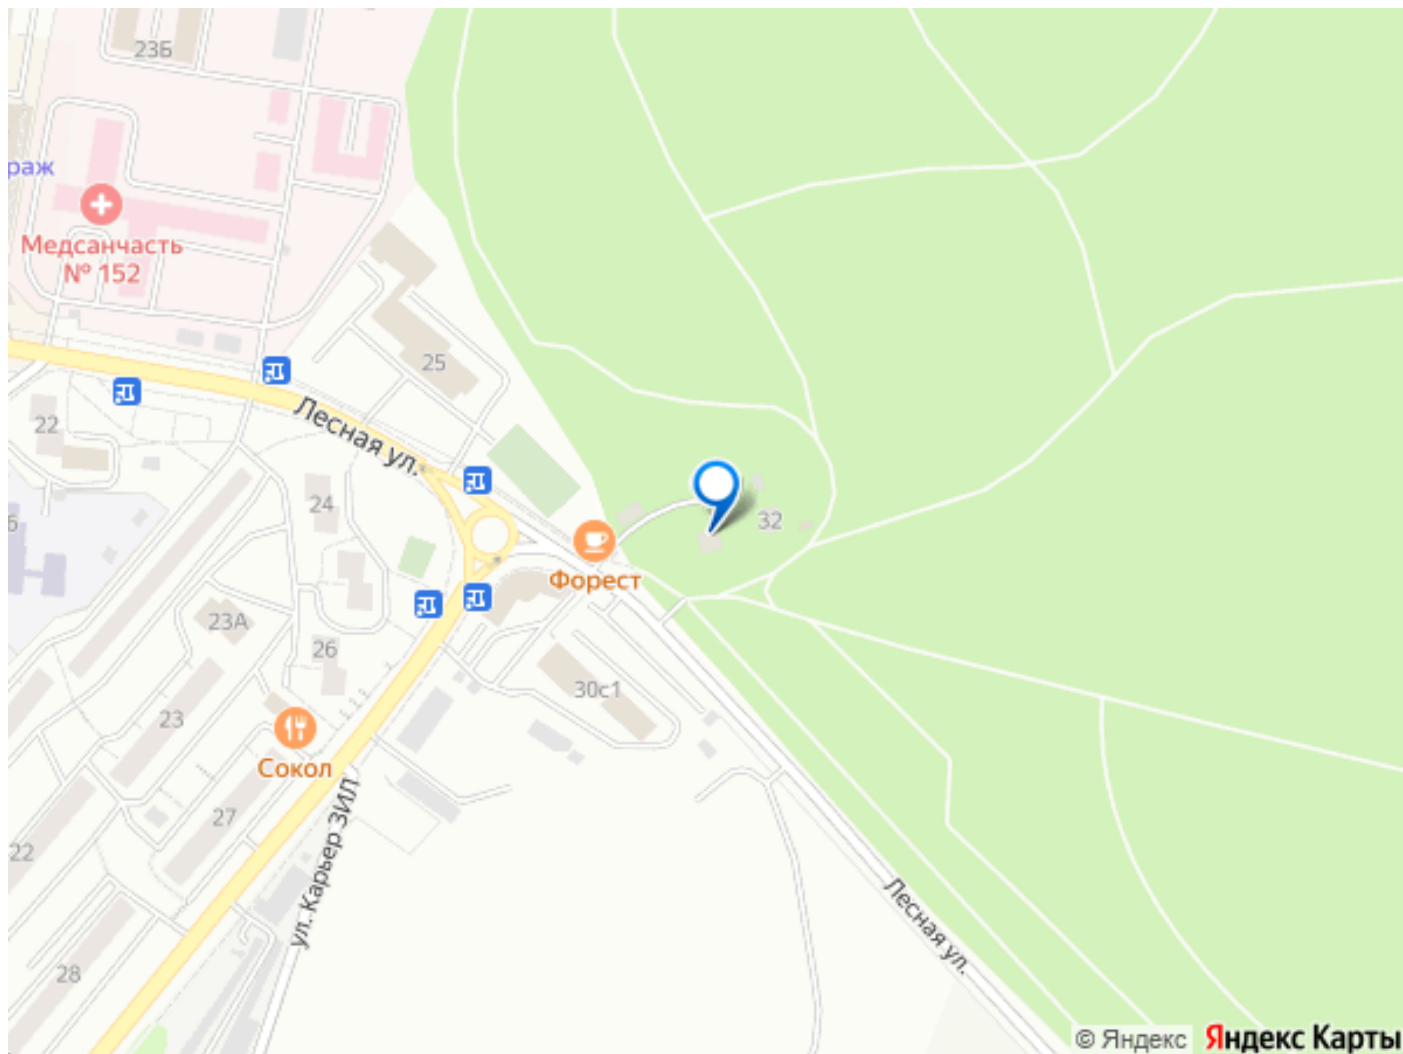 23Б
раж
Медсанчасть
№ 152
25
Лесная ул.
22
24
32
Форест
23А
26
30с1
23
Сокол
27
ул. Карьер ЗИЛ
22
28
Лесная ул.
© Яндекс
Яндекс Карты